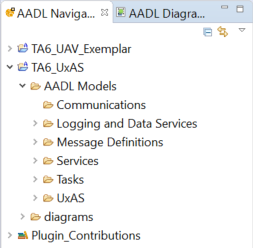 AADL Naviga... AADL Diagra...
TA6_UAV_Exemplar
TA6_UxAS
AADL Models
Communications
Logging and Data Services
Message Definitions
Services
Tasks
UxAS
diagrams
Plugin_Contributions